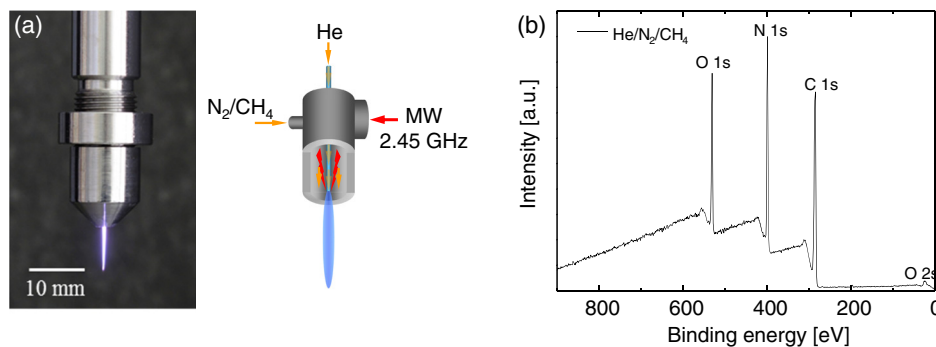 (a)
He
N₂/CH₄
MW
2.45 GHz
10 mm
(b)
He/N₂/CH₄
N 1s
O 1s
C 1s
O 2s
Intensity [a.u.]
800
600
400
200
0
Binding energy [eV]